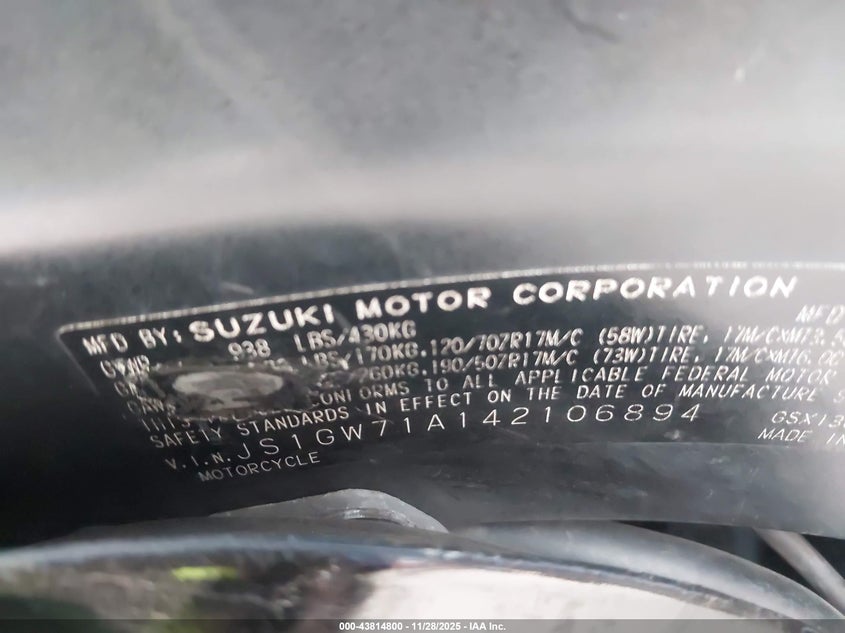 MFD BY: SUZUKI MOTOR CORPORATION MFD
938 LBS/430KG
LBS/170KG. 120/70ZR17M/C (58W)TIRE, 17M/CXMT3.5
/260KG. 190/50ZR17M/C (73W)TIRE, 17M/CXMT6.0
CONFORMS TO ALL APPLICABLE FEDERAL MOTOR
SAFETY STANDARDS IN EFFECT ON THE DATE OF MANUFACTURE
V.I.N. JS1GW71A142106894 GSX13
MOTORCYCLE MADE IN
000-43814800 - 11/28/2025 - IAA Inc.